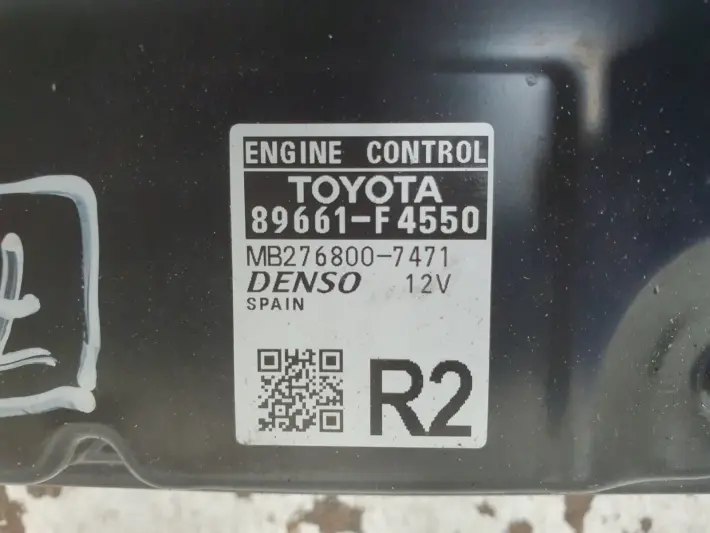 ENGINE CONTROL
TOYOTA
89661-F4550
MB276800-7471
DENSO 12V
SPAIN
R2